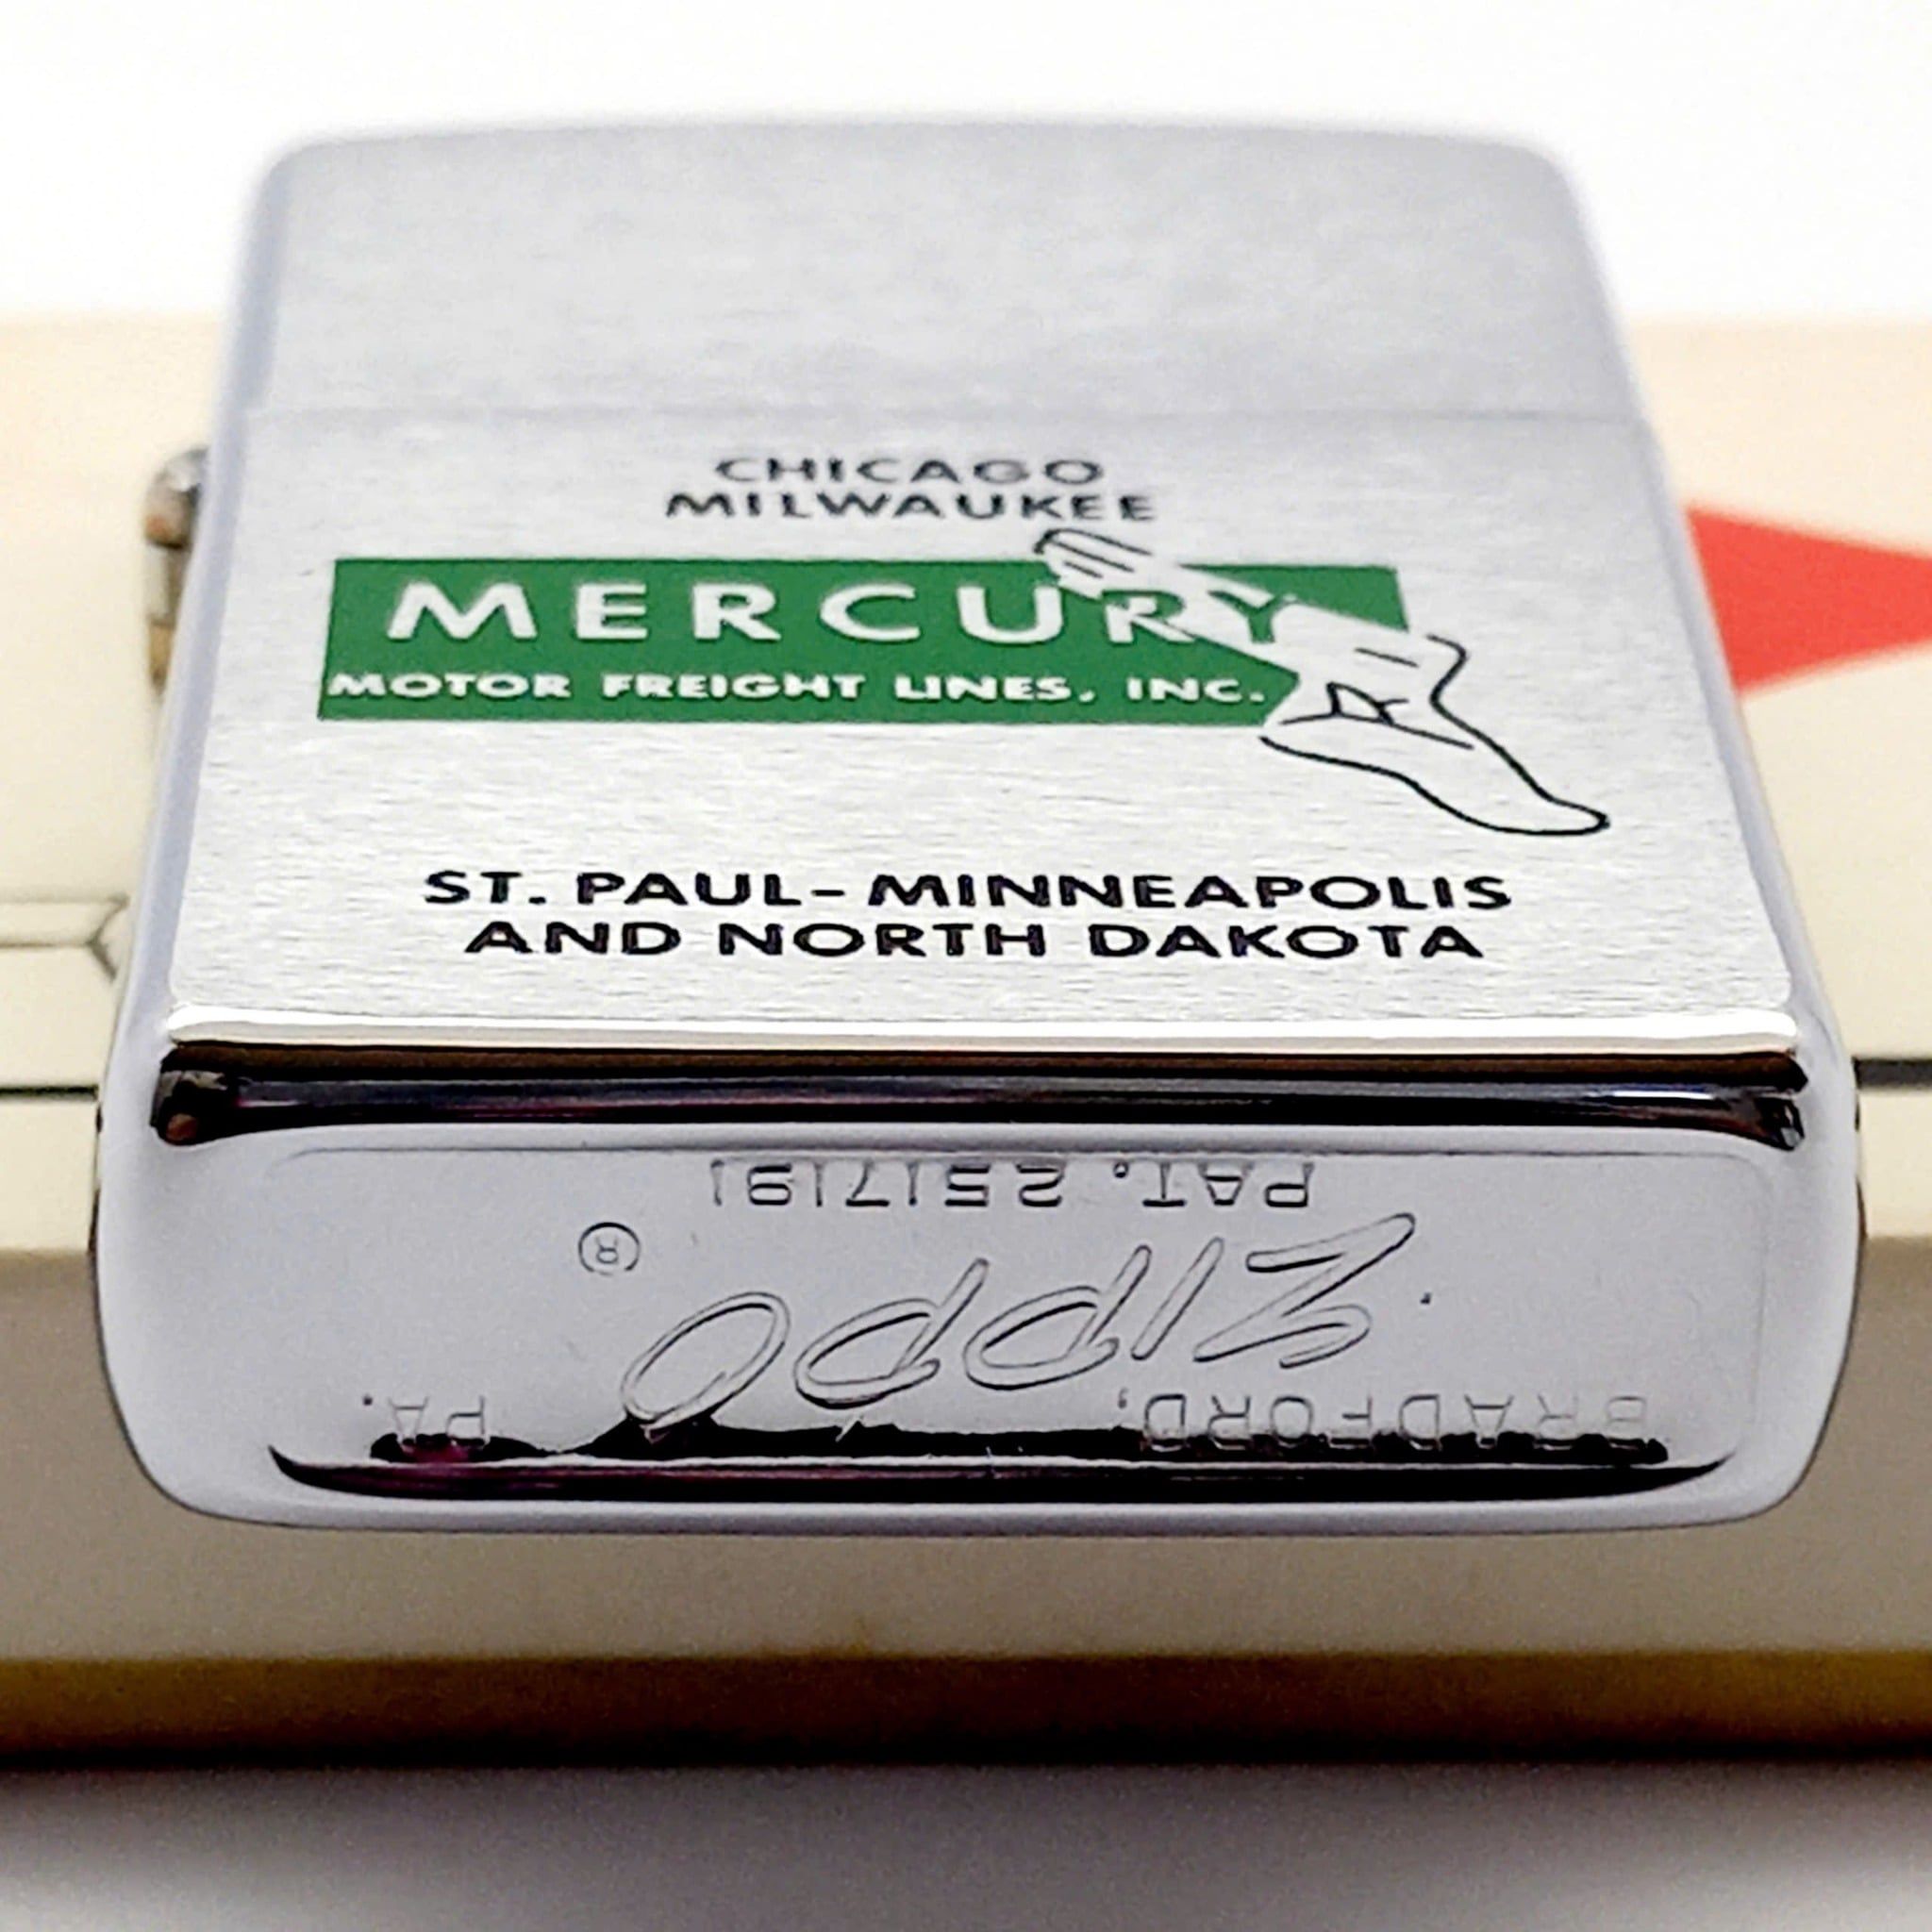 CHICAGO
MILWAUKEE
MERCURY
MOTOR FREIGHT LINES, INC.
ST. PAUL-MINNEAPOLIS
AND NORTH DAKOTA
BRADFORD, PA.
ZIPPO ®
PAT. 2517191